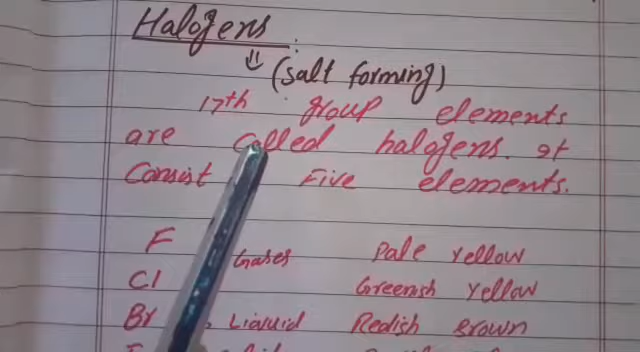 Halogens :
(salt forming)
17th group elements
are called halogens. It
Consist Five elements.
F Gases Pale Yellow
Cl Greenish Yellow
Br Liquid Redish Brown